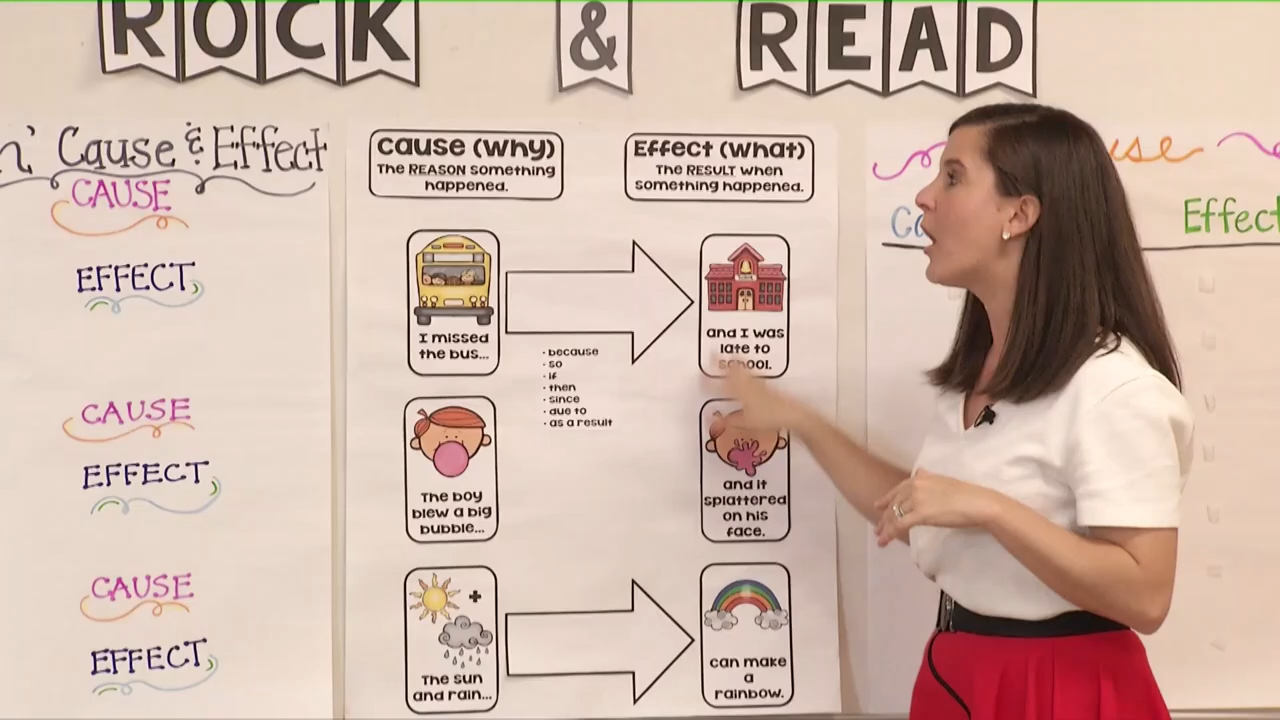 ROCK & READ
Cause & Effect
CAUSE
EFFECT
CAUSE
EFFECT
CAUSE
EFFECT
Cause (Why)
The REASON something
happened.
Effect (What)
The RESULT when
something happened.
I missed
the bus...
and I was
late to
school.
· because
· so
· if
· then
· since
· due to
· as a result
The boy
blew a big
bubble...
and it
splattered
on his
face.
The sun
and rain...
can make
a
rainbow.
Effect